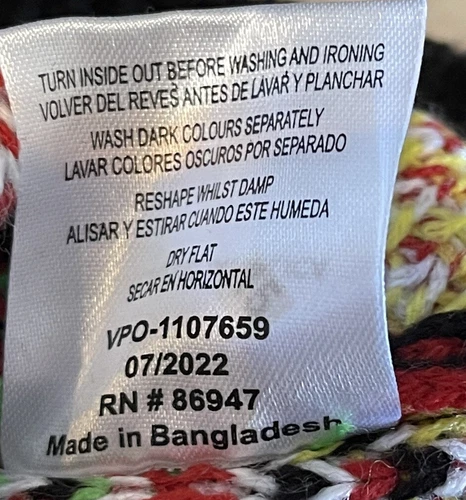 TURN INSIDE OUT BEFORE WASHING AND IRONING
VOLVER DEL REVES ANTES DE LAVAR Y PLANCHAR
WASH DARK COLOURS SEPARATELY
LAVAR COLORES OSCUROS POR SEPARADO
RESHAPE WHILST DAMP
ALISAR Y ESTIRAR CUANDO ESTE HUMEDA
DRY FLAT
SECAR EN HORIZONTAL
VPO-1107659
07/2022
RN # 86947
Made in Bangladesh